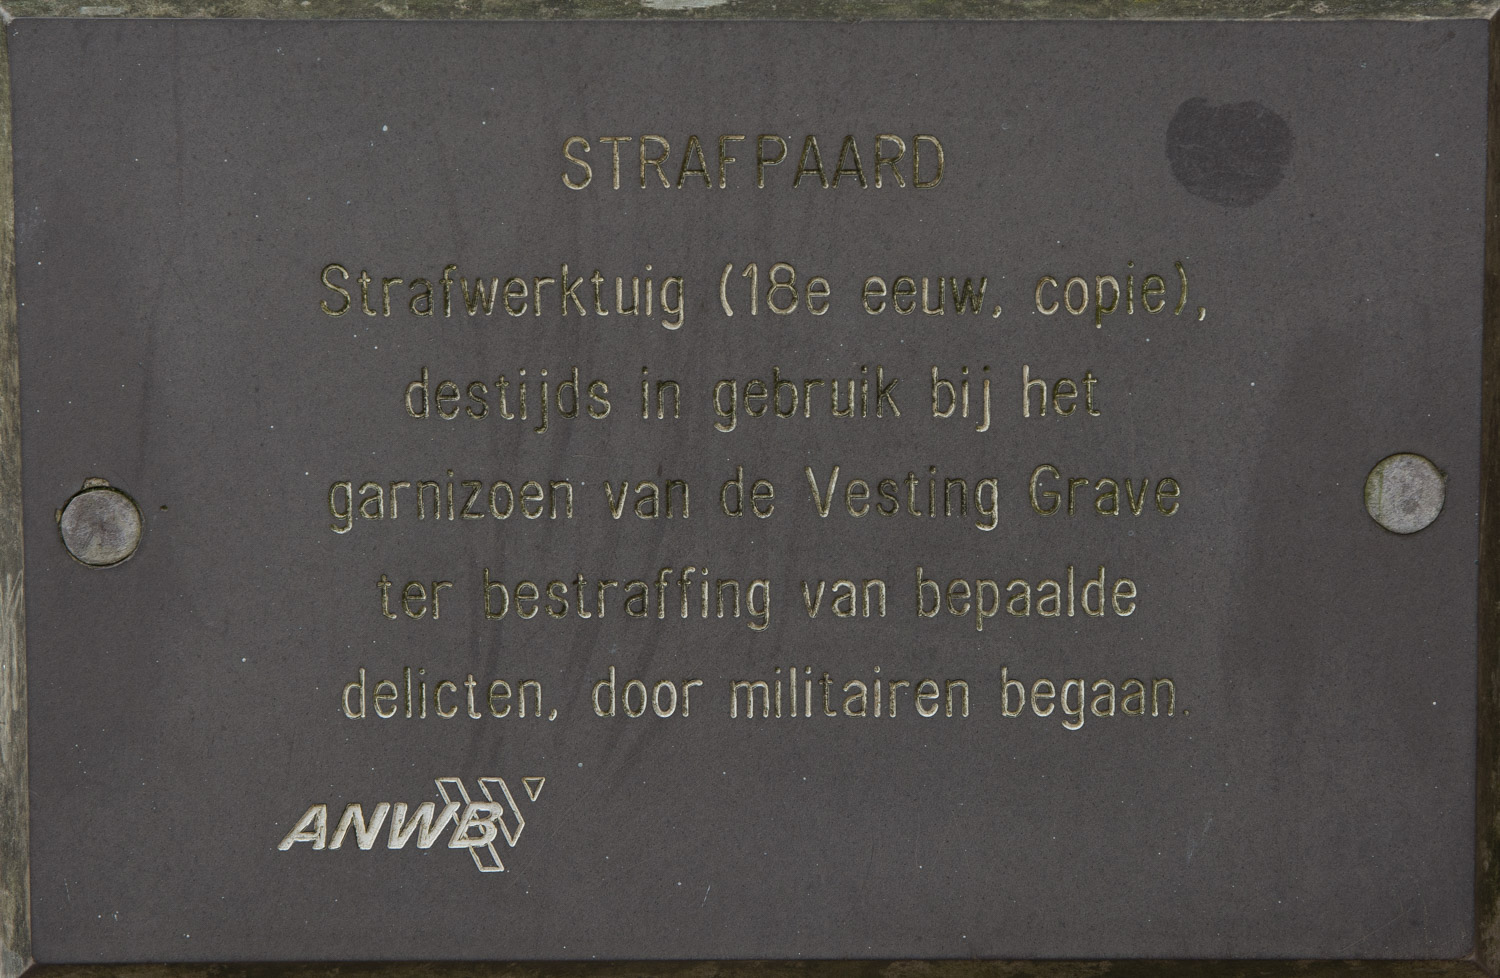 STRAFPAARD
Strafwerktuig (18e eeuw, copie),
destijds in gebruik bij het
garnizoen van de Vesting Grave
ter bestraffing van bepaalde
delicten, door militairen begaan.
ANWB